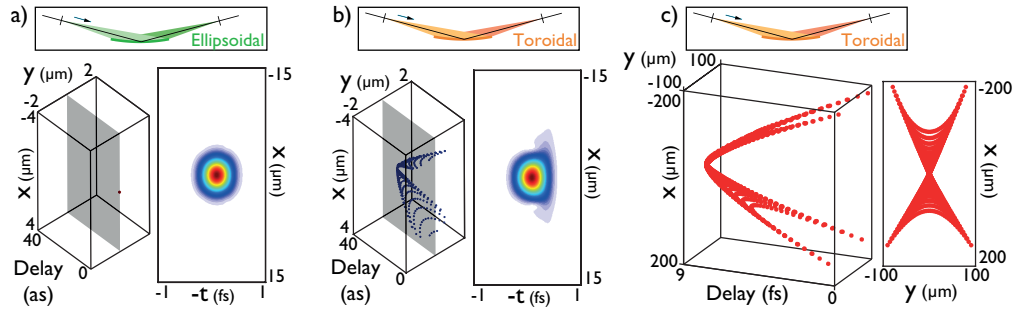 a)
Ellipsoidal
y (μm)
2
-2
-4
x (μm)
4
40
Delay
(as)
0
-15
x (μm)
15
-1
-t (fs)
1
b)
Toroidal
y (μm)
2
-2
-4
x (μm)
4
40
Delay
(as)
0
-15
x (μm)
15
-1
-t (fs)
1
c)
Toroidal
y (μm)
100
-100
-200
x (μm)
200
9
Delay (fs)
0
-200
x (μm)
200
-100
100
y (μm)